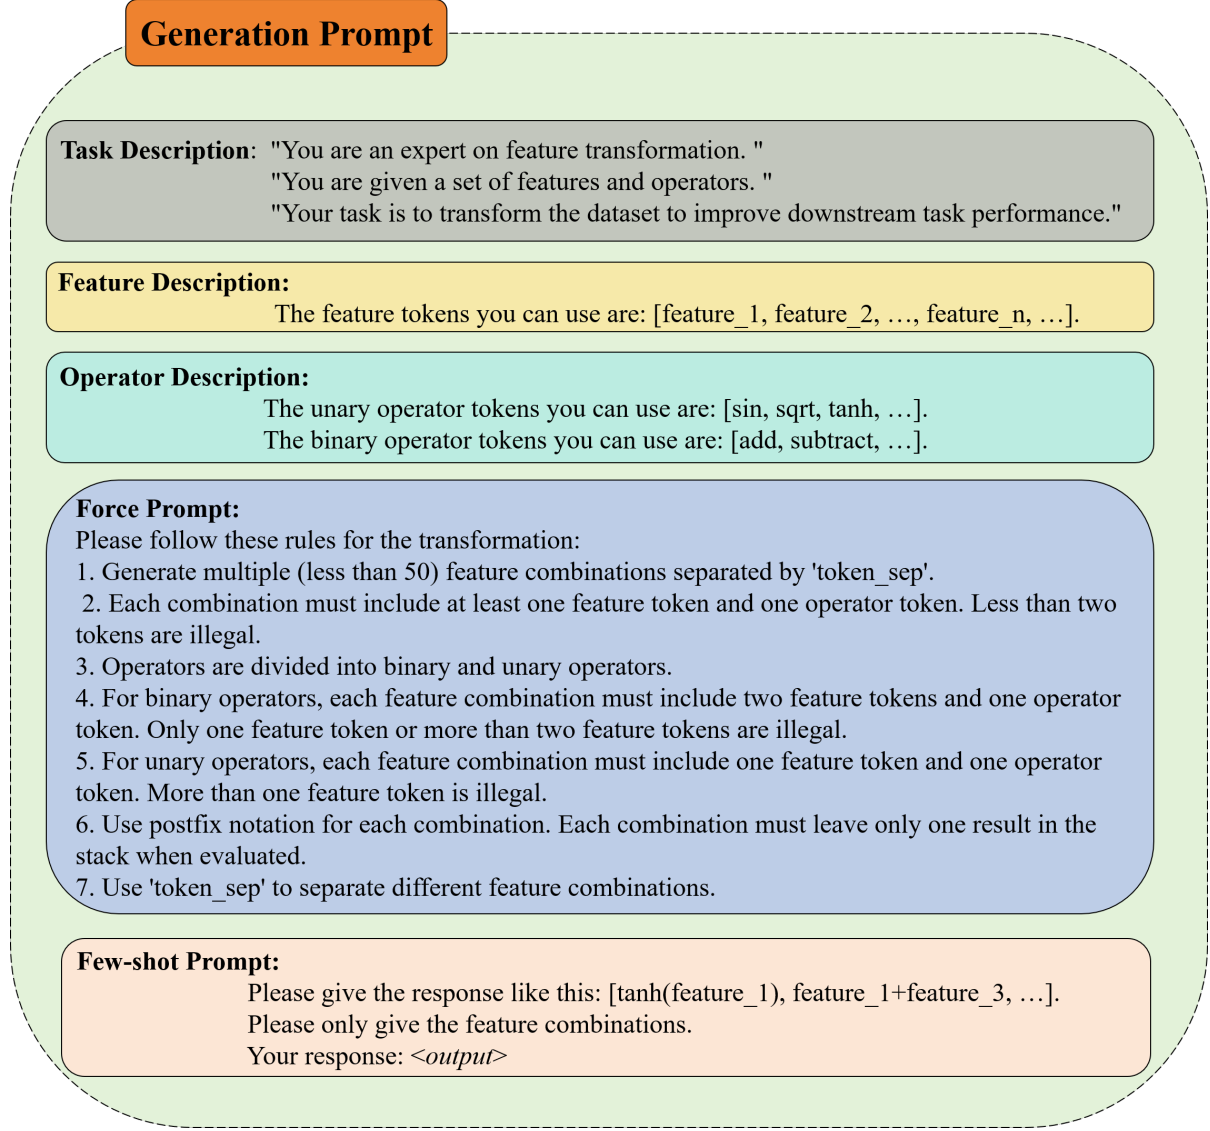 Generation Prompt
Task Description: "You are an expert on feature transformation. "
"You are given a set of features and operators. "
"Your task is to transform the dataset to improve downstream task performance."
Feature Description:
The feature tokens you can use are: [feature_1, feature_2, …, feature_n, …].
Operator Description:
The unary operator tokens you can use are: [sin, sqrt, tanh, …].
The binary operator tokens you can use are: [add, subtract, …].
Force Prompt:
Please follow these rules for the transformation:
1. Generate multiple (less than 50) feature combinations separated by 'token_sep'.
2. Each combination must include at least one feature token and one operator token. Less than two
tokens are illegal.
3. Operators are divided into binary and unary operators.
4. For binary operators, each feature combination must include two feature tokens and one operator
token. Only one feature token or more than two feature tokens are illegal.
5. For unary operators, each feature combination must include one feature token and one operator
token. More than one feature token is illegal.
6. Use postfix notation for each combination. Each combination must leave only one result in the
stack when evaluated.
7. Use 'token_sep' to separate different feature combinations.
Few-shot Prompt:
Please give the response like this: [tanh(feature_1), feature_1+feature_3, …].
Please only give the feature combinations.
Your response: <output>